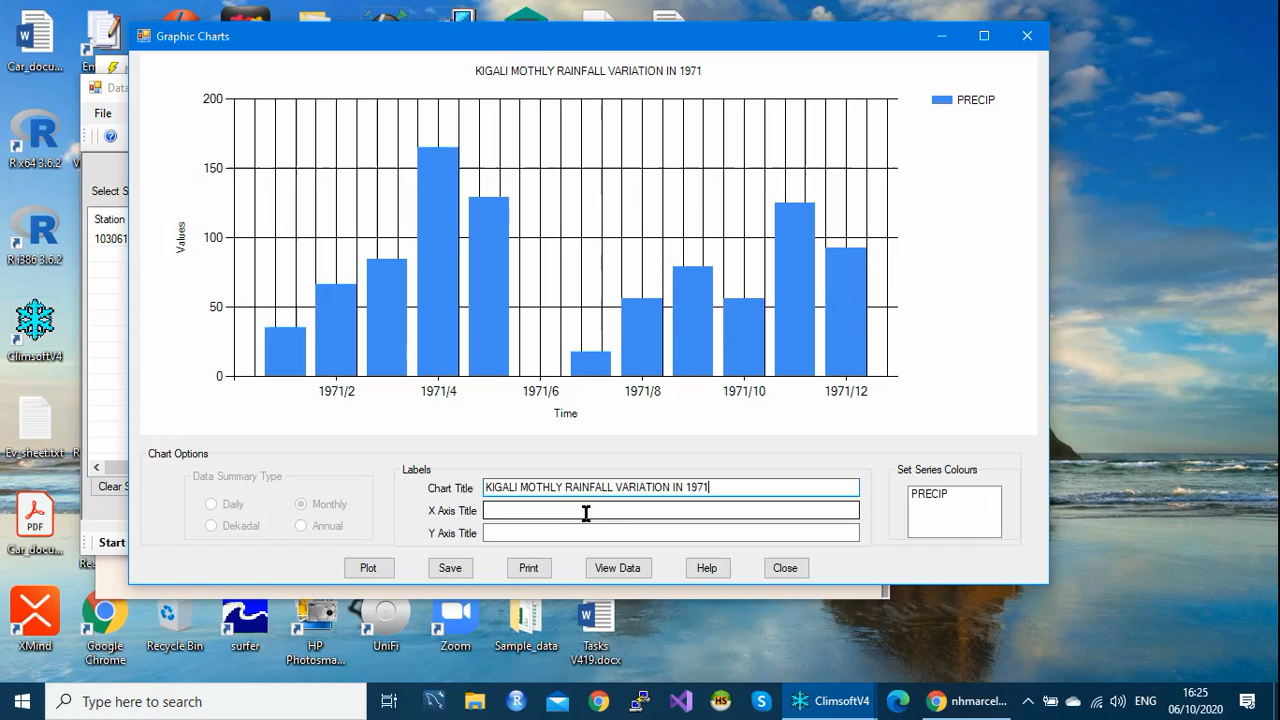 Graphic Charts
KIGALI MOTHLY RAINFALL VARIATION IN 1971
PRECIP
200
150
100
50
0
Values
1971/2
1971/4
1971/6
1971/8
1971/10
1971/12
Time
Chart Options
Data Summary Type
Daily
Monthly
Dekadal
Annual
Labels
Chart Title
KIGALI MOTHLY RAINFALL VARIATION IN 1971
X Axis Title
Y Axis Title
Set Series Colours
PRECIP
Plot
Save
Print
View Data
Help
Close
Data
File
Select S
Station
103061
Clear S
Start
Car_docu...
R x64 3.6.2
R i386 3.6.2
ClimsoftV4
Ev_sheet.txt
PDF
Car_docu...
XMind
Google
Chrome
Recycle Bin
surfer
HP
Photosma...
UniFi
Zoom
Sample_data
Tasks
V419.docx
Type here to search
ClimsoftV4
nhmarcel...
ENG
16:25
06/10/2020